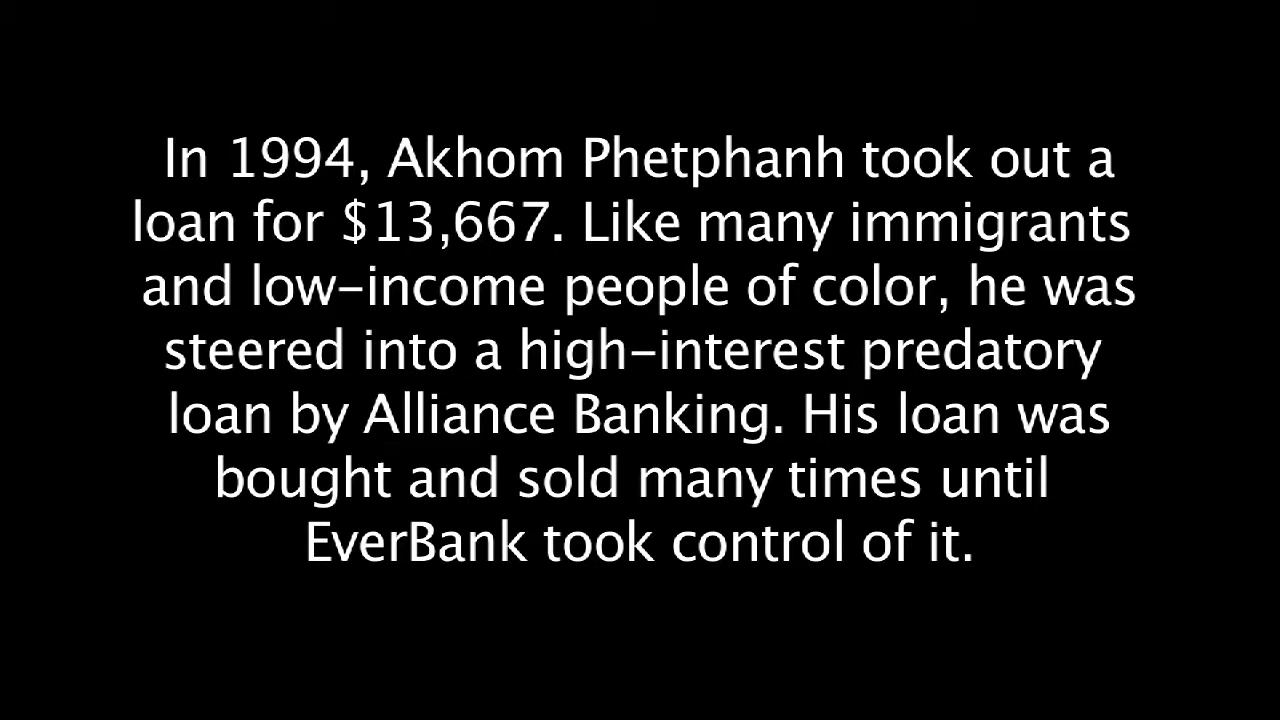 In 1994, Akhom Phetphanh took out a
loan for $13,667. Like many immigrants
and low-income people of color, he was
steered into a high-interest predatory
loan by Alliance Banking. His loan was
bought and sold many times until
EverBank took control of it.